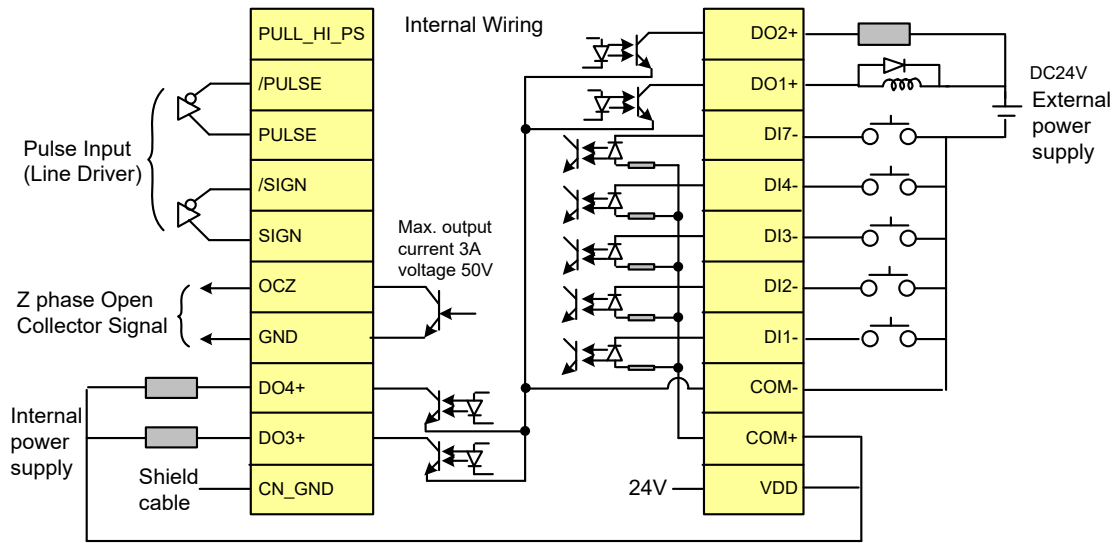 Internal Wiring
PULL_HI_PS
/PULSE
PULSE
/SIGN
SIGN
OCZ
GND
DO4+
DO3+
CN_GND
Pulse Input
(Line Driver)
Z phase Open
Collector Signal
Internal
power
supply
Shield
cable
Max. output
current 3A
voltage 50V
DO2+
DO1+
DI7-
DI4-
DI3-
DI2-
DI1-
COM-
COM+
VDD
24V
DC24V
External
power
supply